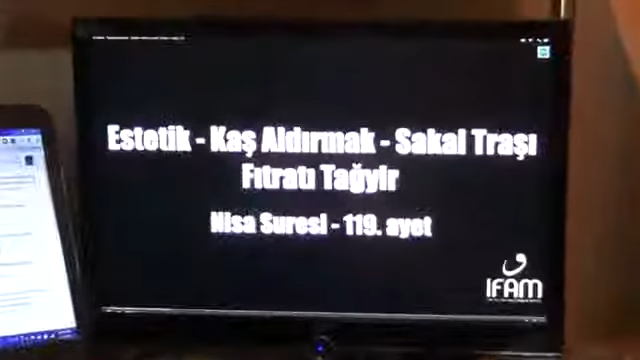 Estetik - Kaş Aldırmak - Sakal Traşı
Fıtratı Tağyir
Nisa Suresi - 119. ayet
IFAM